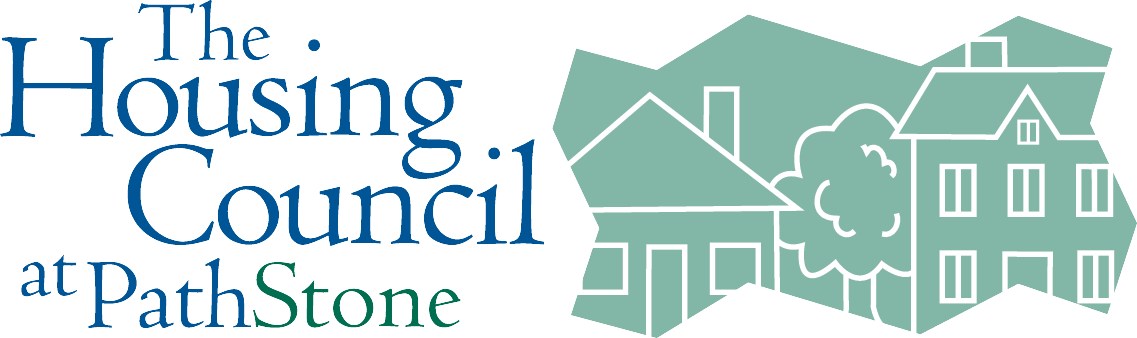 The
Housing
Council
at PathStone